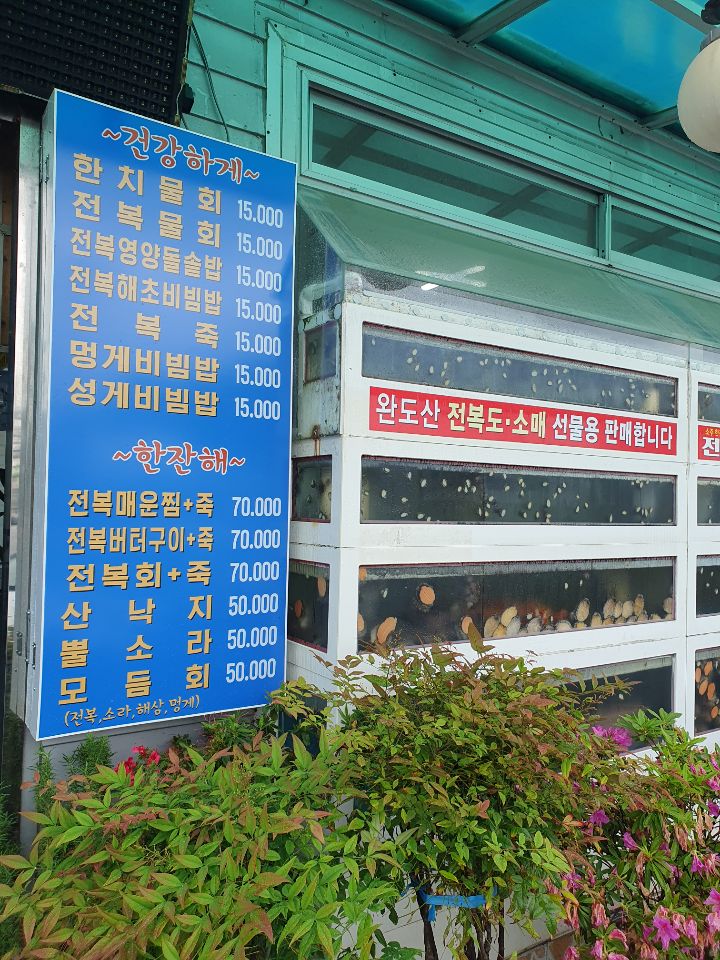 ~건강하게~
한치물회 15.000
전복물회 15.000
전복영양돌솥밥 15.000
전복해초비빔밥 15.000
전복죽 15.000
멍게비빔밥 15.000
성게비빔밥 15.000
~한잔해~
전복매운찜+죽 70.000
전복버터구이+죽 70.000
전복회+죽 70.000
산낙지 50.000
뿔소라 50.000
모듬회 50.000
(전복,소라,해삼,멍게)
완도산 전복도·소매 선물용 판매합니다
전